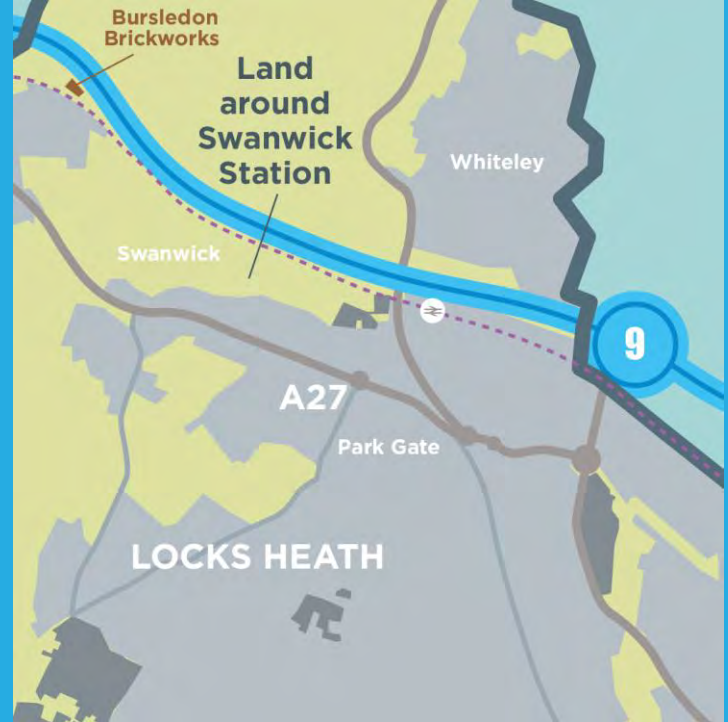 Bursledon
Brickworks
Land
around
Swanwick
Station
Whiteley
Swanwick
9
A27
Park Gate
LOCKS HEATH